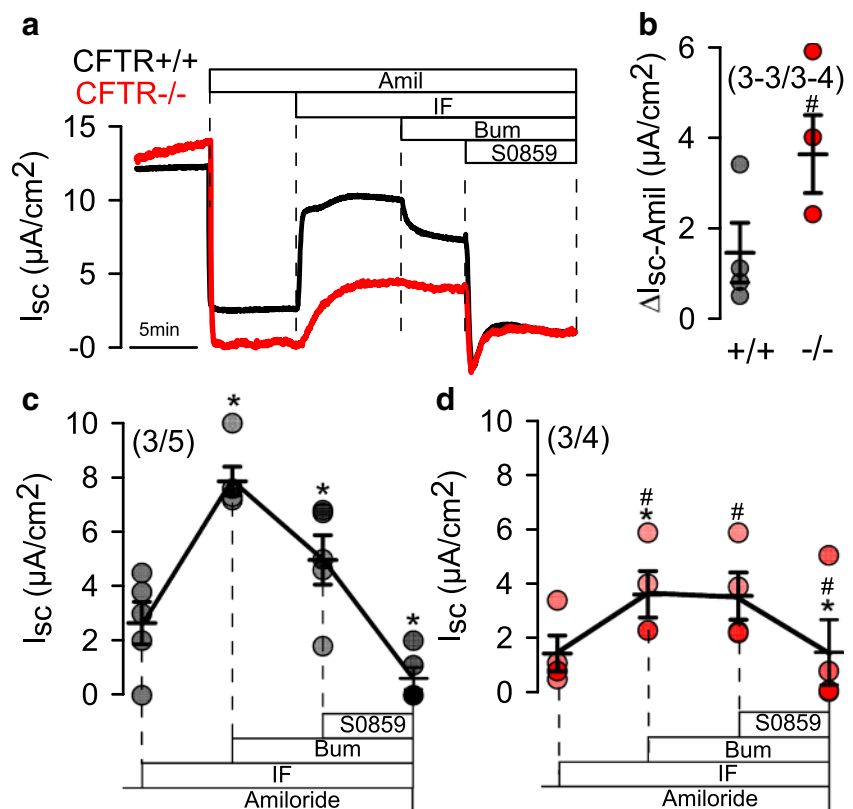 a
CFTR+/+
CFTR-/-
Amil
IF
Bum
S0859
15
10
5
-0
Isc (µA/cm2)
5min
b
6
4
2
0
ΔIsc-Amil (µA/cm2)
(3-3/3-4)
#
+/+
-/-
c
10
8
6
4
2
0
Isc (µA/cm2)
(3/5)
*
*
*
S0859
Bum
IF
Amiloride
d
10
8
6
4
2
0
Isc (µA/cm2)
(3/4)
#
*
#
#
*
S0859
Bum
IF
Amiloride